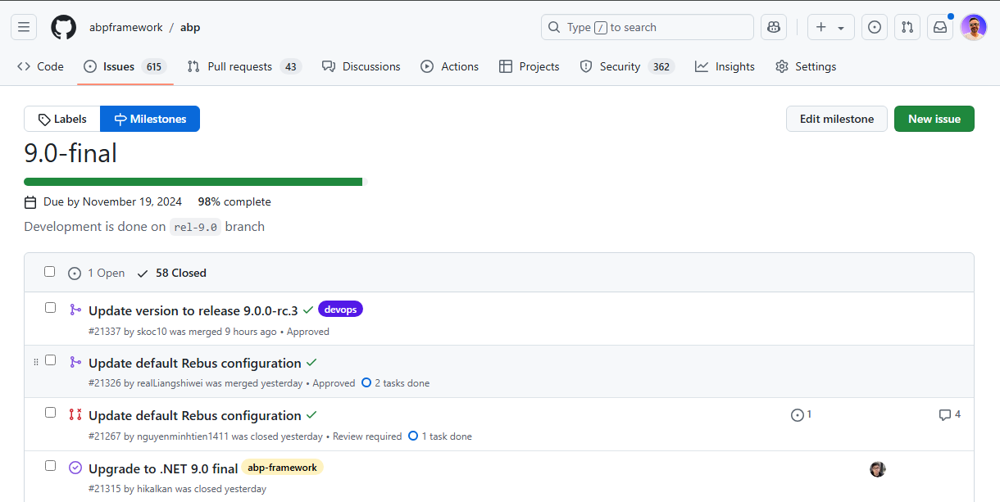 abpframework / abp
Type / to search
Code
Issues 615
Pull requests 43
Discussions
Actions
Projects
Security 362
Insights
Settings
Labels
Milestones
Edit milestone
New issue
9.0-final
Due by November 19, 2024 98% complete
Development is done on rel-9.0 branch
1 Open 58 Closed
Update version to release 9.0.0-rc.3 devops
#21337 by skoc10 was merged 9 hours ago • Approved
Update default Rebus configuration
#21326 by realLiangshiwei was merged yesterday • Approved 2 tasks done
Update default Rebus configuration 1 4
#21267 by nguyenminhtien1411 was closed yesterday • Review required 1 task done
Upgrade to .NET 9.0 final abp-framework
#21315 by hikalkan was closed yesterday